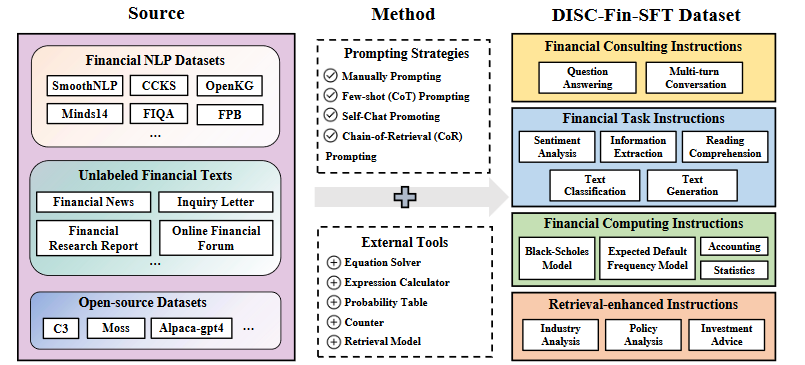 Source
Financial NLP Datasets
SmoothNLP
CCKS
OpenKG
Minds14
FIQA
FPB
...
Unlabeled Financial Texts
Financial News
Inquiry Letter
Financial
Research Report
Online Financial
Forum
...
Open-source Datasets
C3
Moss
Alpaca-gpt4
...
Method
Prompting Strategies
Manually Prompting
Few-shot (CoT) Prompting
Self-Chat Promoting
Chain-of-Retrieval (CoR)
Prompting
External Tools
Equation Solver
Expression Calculator
Probability Table
Counter
Retrieval Model
DISC-Fin-SFT Dataset
Financial Consulting Instructions
Question
Answering
Multi-turn
Conversation
Financial Task Instructions
Sentiment
Analysis
Information
Extraction
Reading
Comprehension
Text
Classification
Text
Generation
Financial Computing Instructions
Black-Scholes
Model
Expected Default
Frequency Model
Accounting
Statistics
Retrieval-enhanced Instructions
Industry
Analysis
Policy
Analysis
Investment
Advice